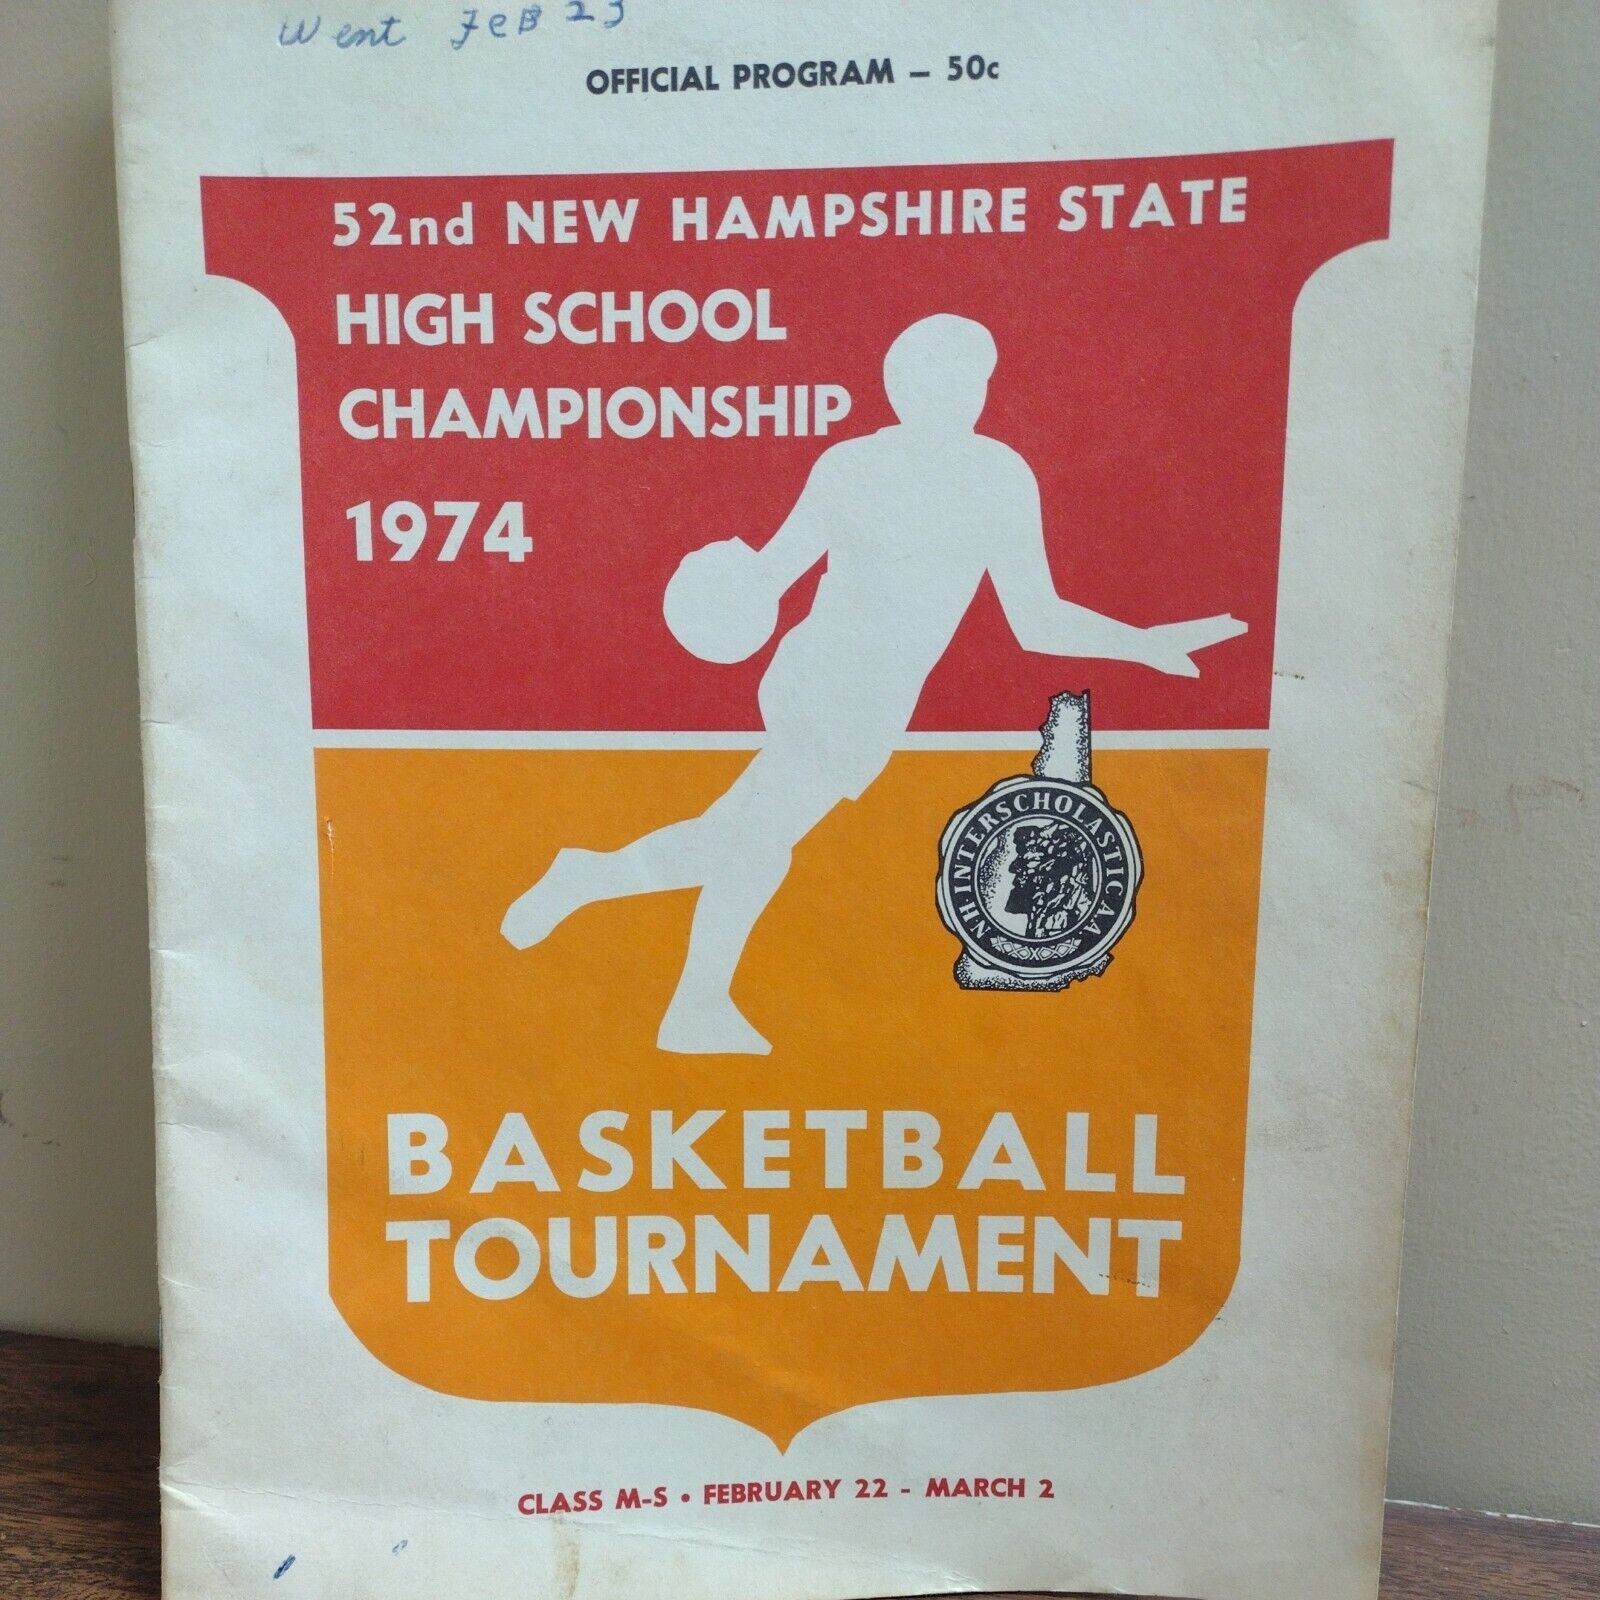 Went Feb 23
OFFICIAL PROGRAM – 50c
52nd NEW HAMPSHIRE STATE
HIGH SCHOOL
CHAMPIONSHIP
1974
N.H. INTERSCHOLASTIC A.A.
BASKETBALL
TOURNAMENT
CLASS M-S • FEBRUARY 22 - MARCH 2